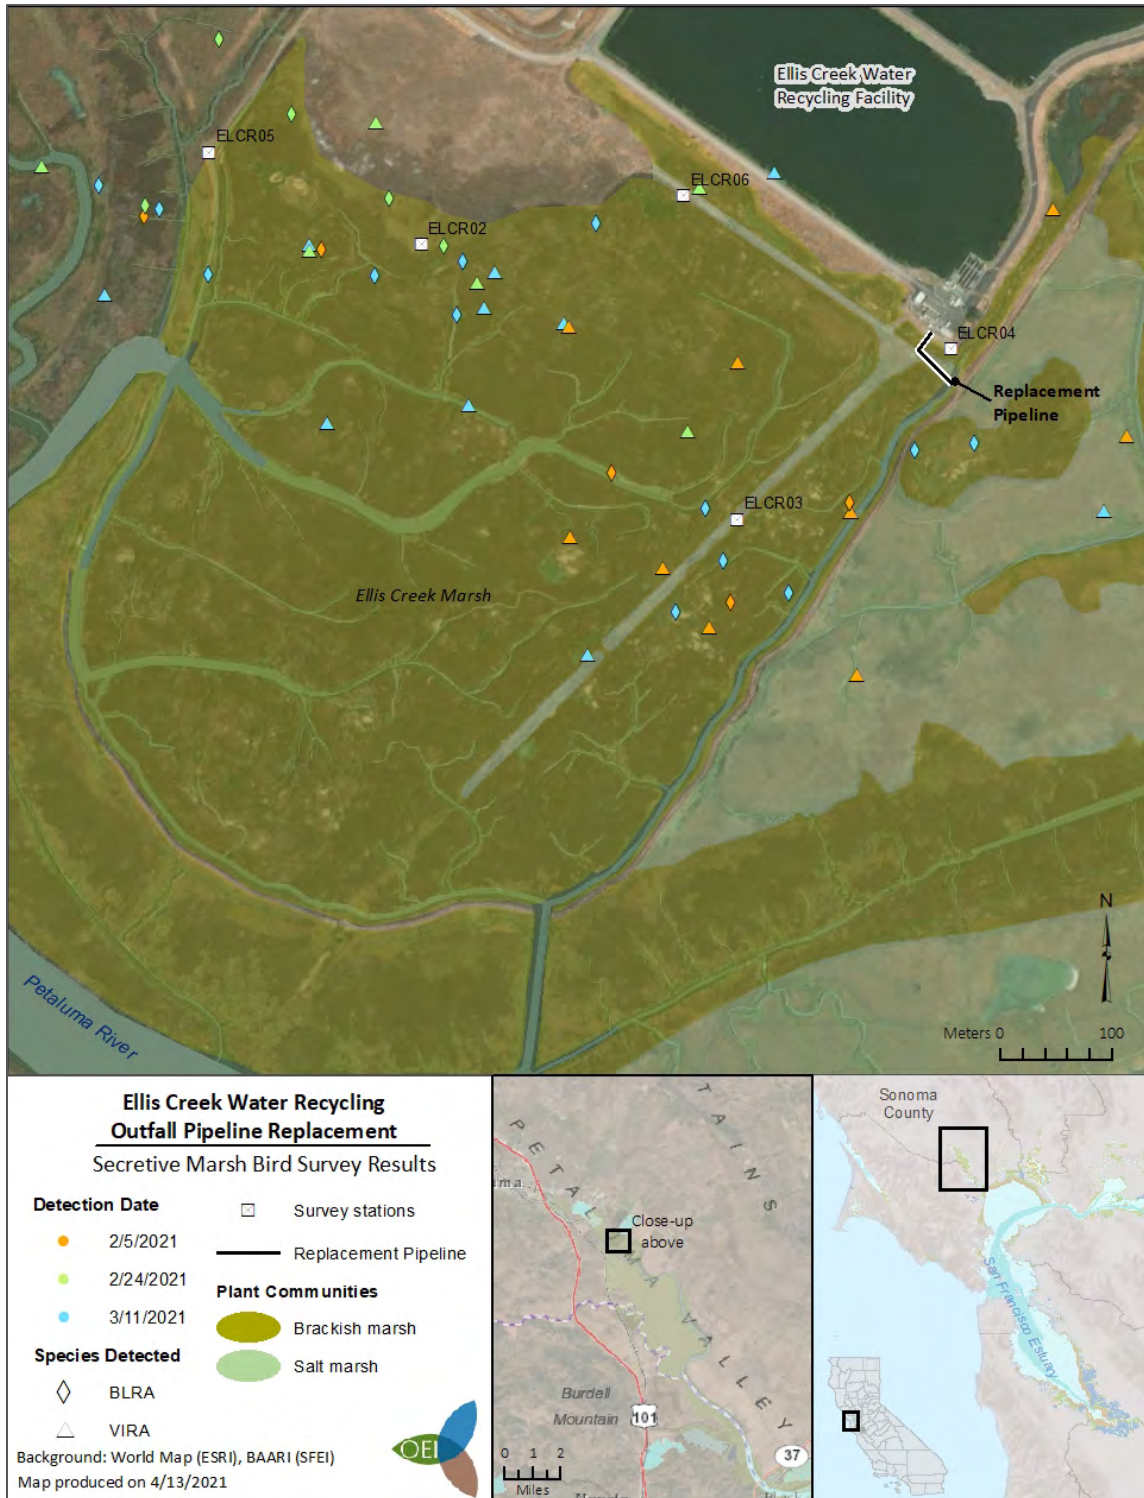 Ellis Creek Water
Recycling Facility
ELCR05
ELCR06
ELCR02
ELCR04
Replacement
Pipeline
ELCR03
Ellis Creek Marsh
Petaluma River
N
Meters 0 100
Ellis Creek Water Recycling
Outfall Pipeline Replacement
Secretive Marsh Bird Survey Results
Detection Date
2/5/2021
2/24/2021
3/11/2021
Species Detected
BLRA
VIRA
Survey stations
Replacement Pipeline
Plant Communities
Brackish marsh
Salt marsh
OEI
Background: World Map (ESRI), BAARI (SFEI)
Map produced on 4/13/2021
TAINS
PETALUMA VALLEY
Close-up
above
Burdell
Mountain
101
37
0 1 2
Miles
Sonoma
County
San Francisco Estuary